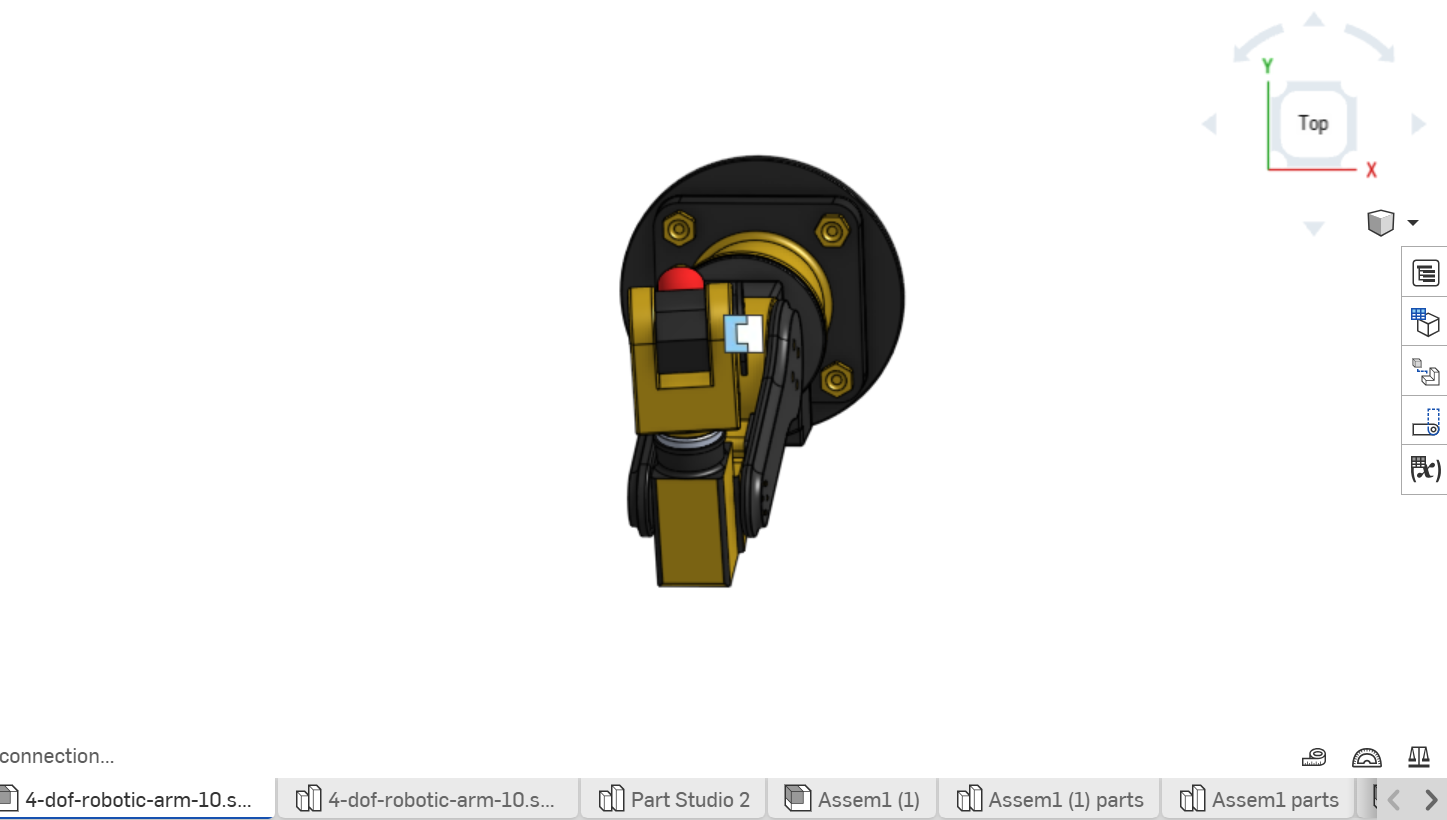 Y
Top
X
(x)
connection...
4-dof-robotic-arm-10.s...
4-dof-robotic-arm-10.s...
Part Studio 2
Assem1 (1)
Assem1 (1) parts
Assem1 parts